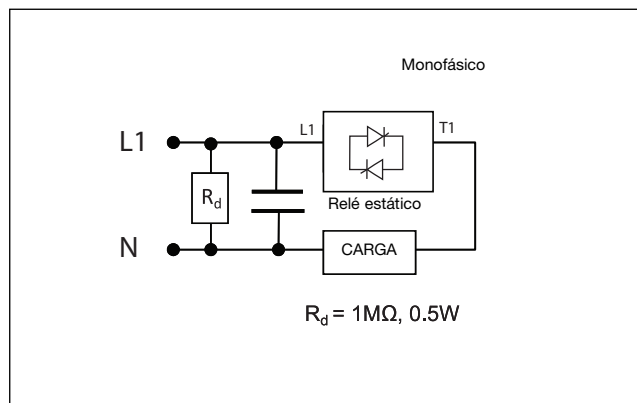 Monofásico
L1
L1
T1
Rd
Relé estático
N
CARGA
Rd = 1MΩ, 0.5W